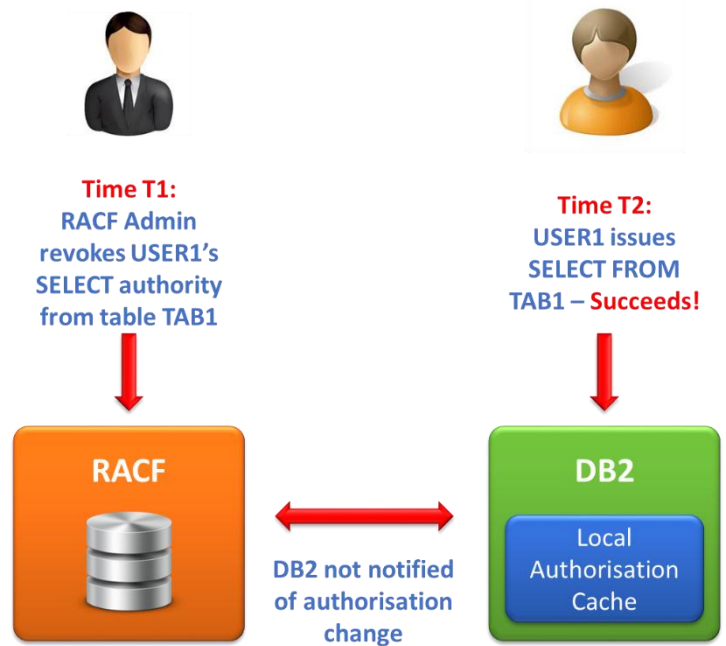 Time T1:
RACF Admin
revokes USER1's
SELECT authority
from table TAB1
Time T2:
USER1 issues
SELECT FROM
TAB1 – Succeeds!
RACF
DB2 not notified
of authorisation
change
DB2
Local
Authorisation
Cache